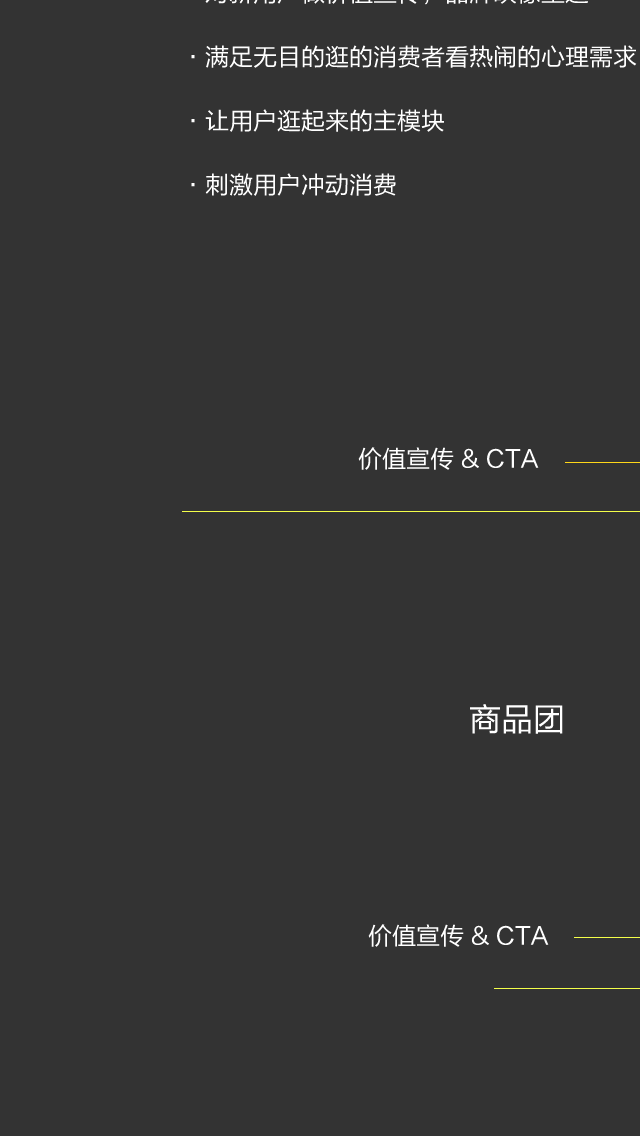 · 满足无目的逛的消费者看热闹的心理需求
· 让用户逛起来的主模块
· 刺激用户冲动消费
价值宣传 & CTA
商品团
价值宣传 & CTA